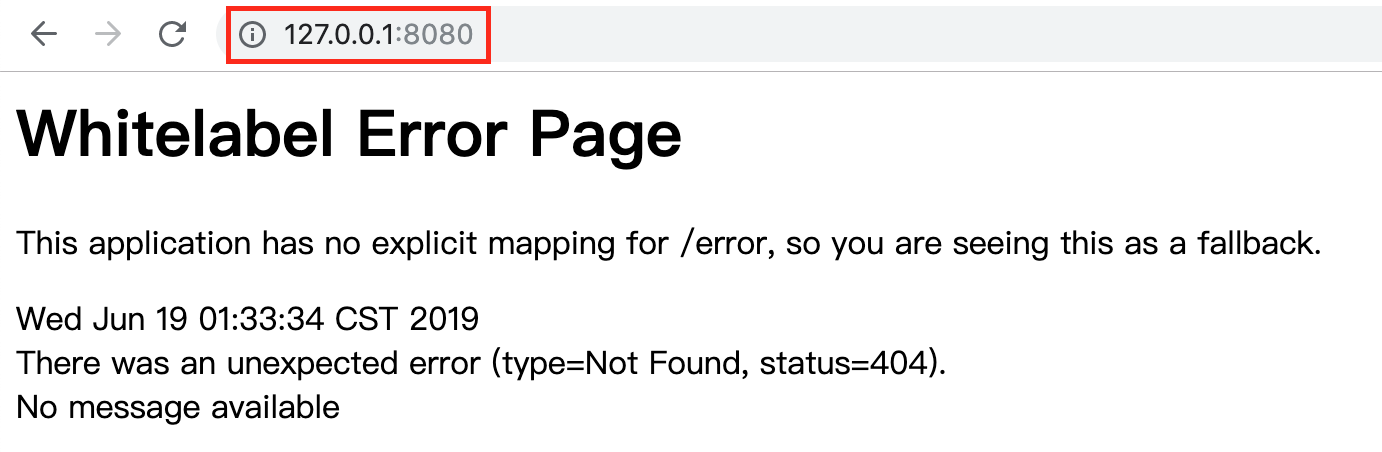 127.0.0.1:8080
Whitelabel Error Page
This application has no explicit mapping for /error, so you are seeing this as a fallback.
Wed Jun 19 01:33:34 CST 2019
There was an unexpected error (type=Not Found, status=404).
No message available